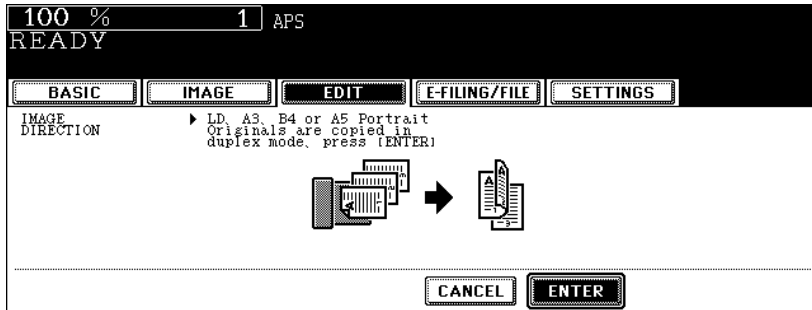 100 % 1 APS
READY
BASIC IMAGE EDIT E-FILING/FILE SETTINGS
IMAGE DIRECTION
LD、A3、B4 or A5 Portrait
Originals are copied in
duplex mode、press [ENTER]
CANCEL ENTER